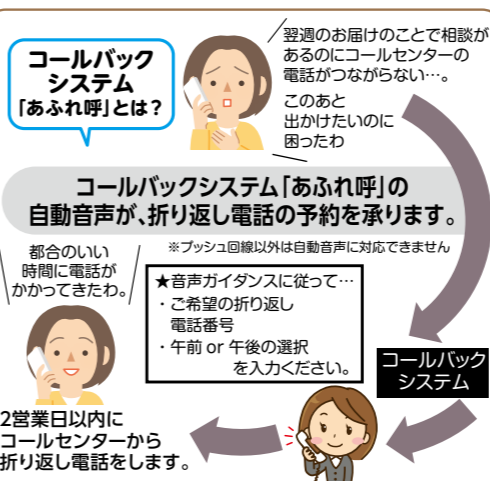 コールバック
システム
「あふれ呼」とは？
翌週のお届けのことで相談が
あるのにコールセンターの
電話がつながらない…。
このあと
出かけたいのに
困ったわ
コールバックシステム「あふれ呼」の
自動音声が、折り返し電話の予約を承ります。
※プッシュ回線以外は自動音声に対応できません
都合のいい
時間に電話が
かかってきたわ。
★音声ガイダンスに従って…
・ご希望の折り返し
電話番号
・午前 or 午後の選択
を入力ください。
コールバック
システム
2営業日以内に
コールセンターから
折り返し電話をします。